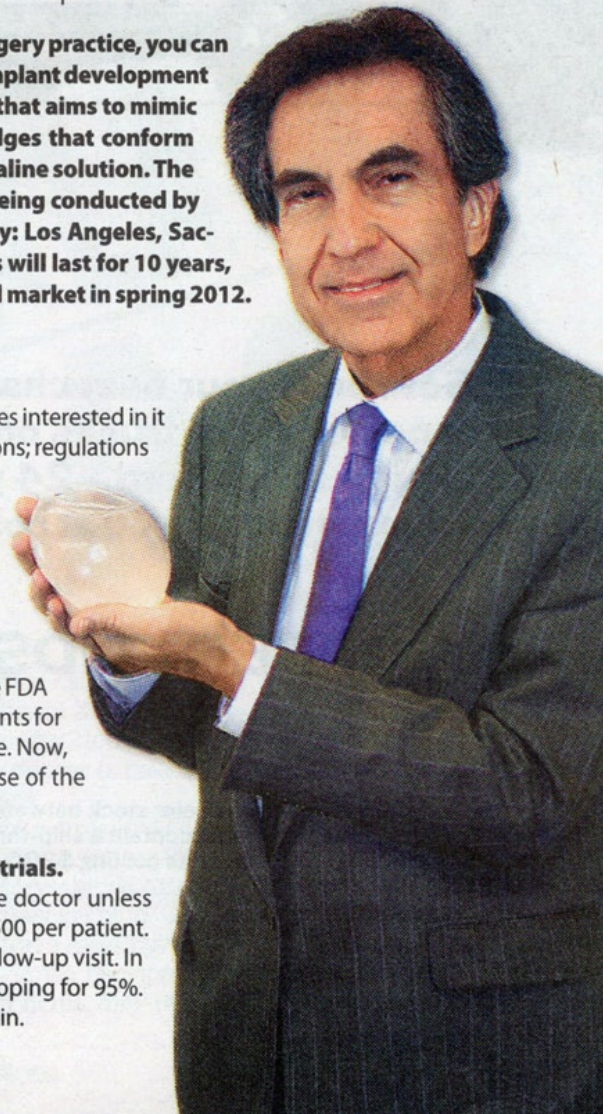 gery practice, you can
plant development
that aims to mimic
dges that conform
aline solution. The
eing conducted by
y: Los Angeles, Sac-
s will last for 10 years,
d market in spring 2012.
es interested in it
ons; regulations
FDA
nts for
e. Now,
se of the
trials.
e doctor unless
00 per patient.
low-up visit. In
oping for 95%.
in.